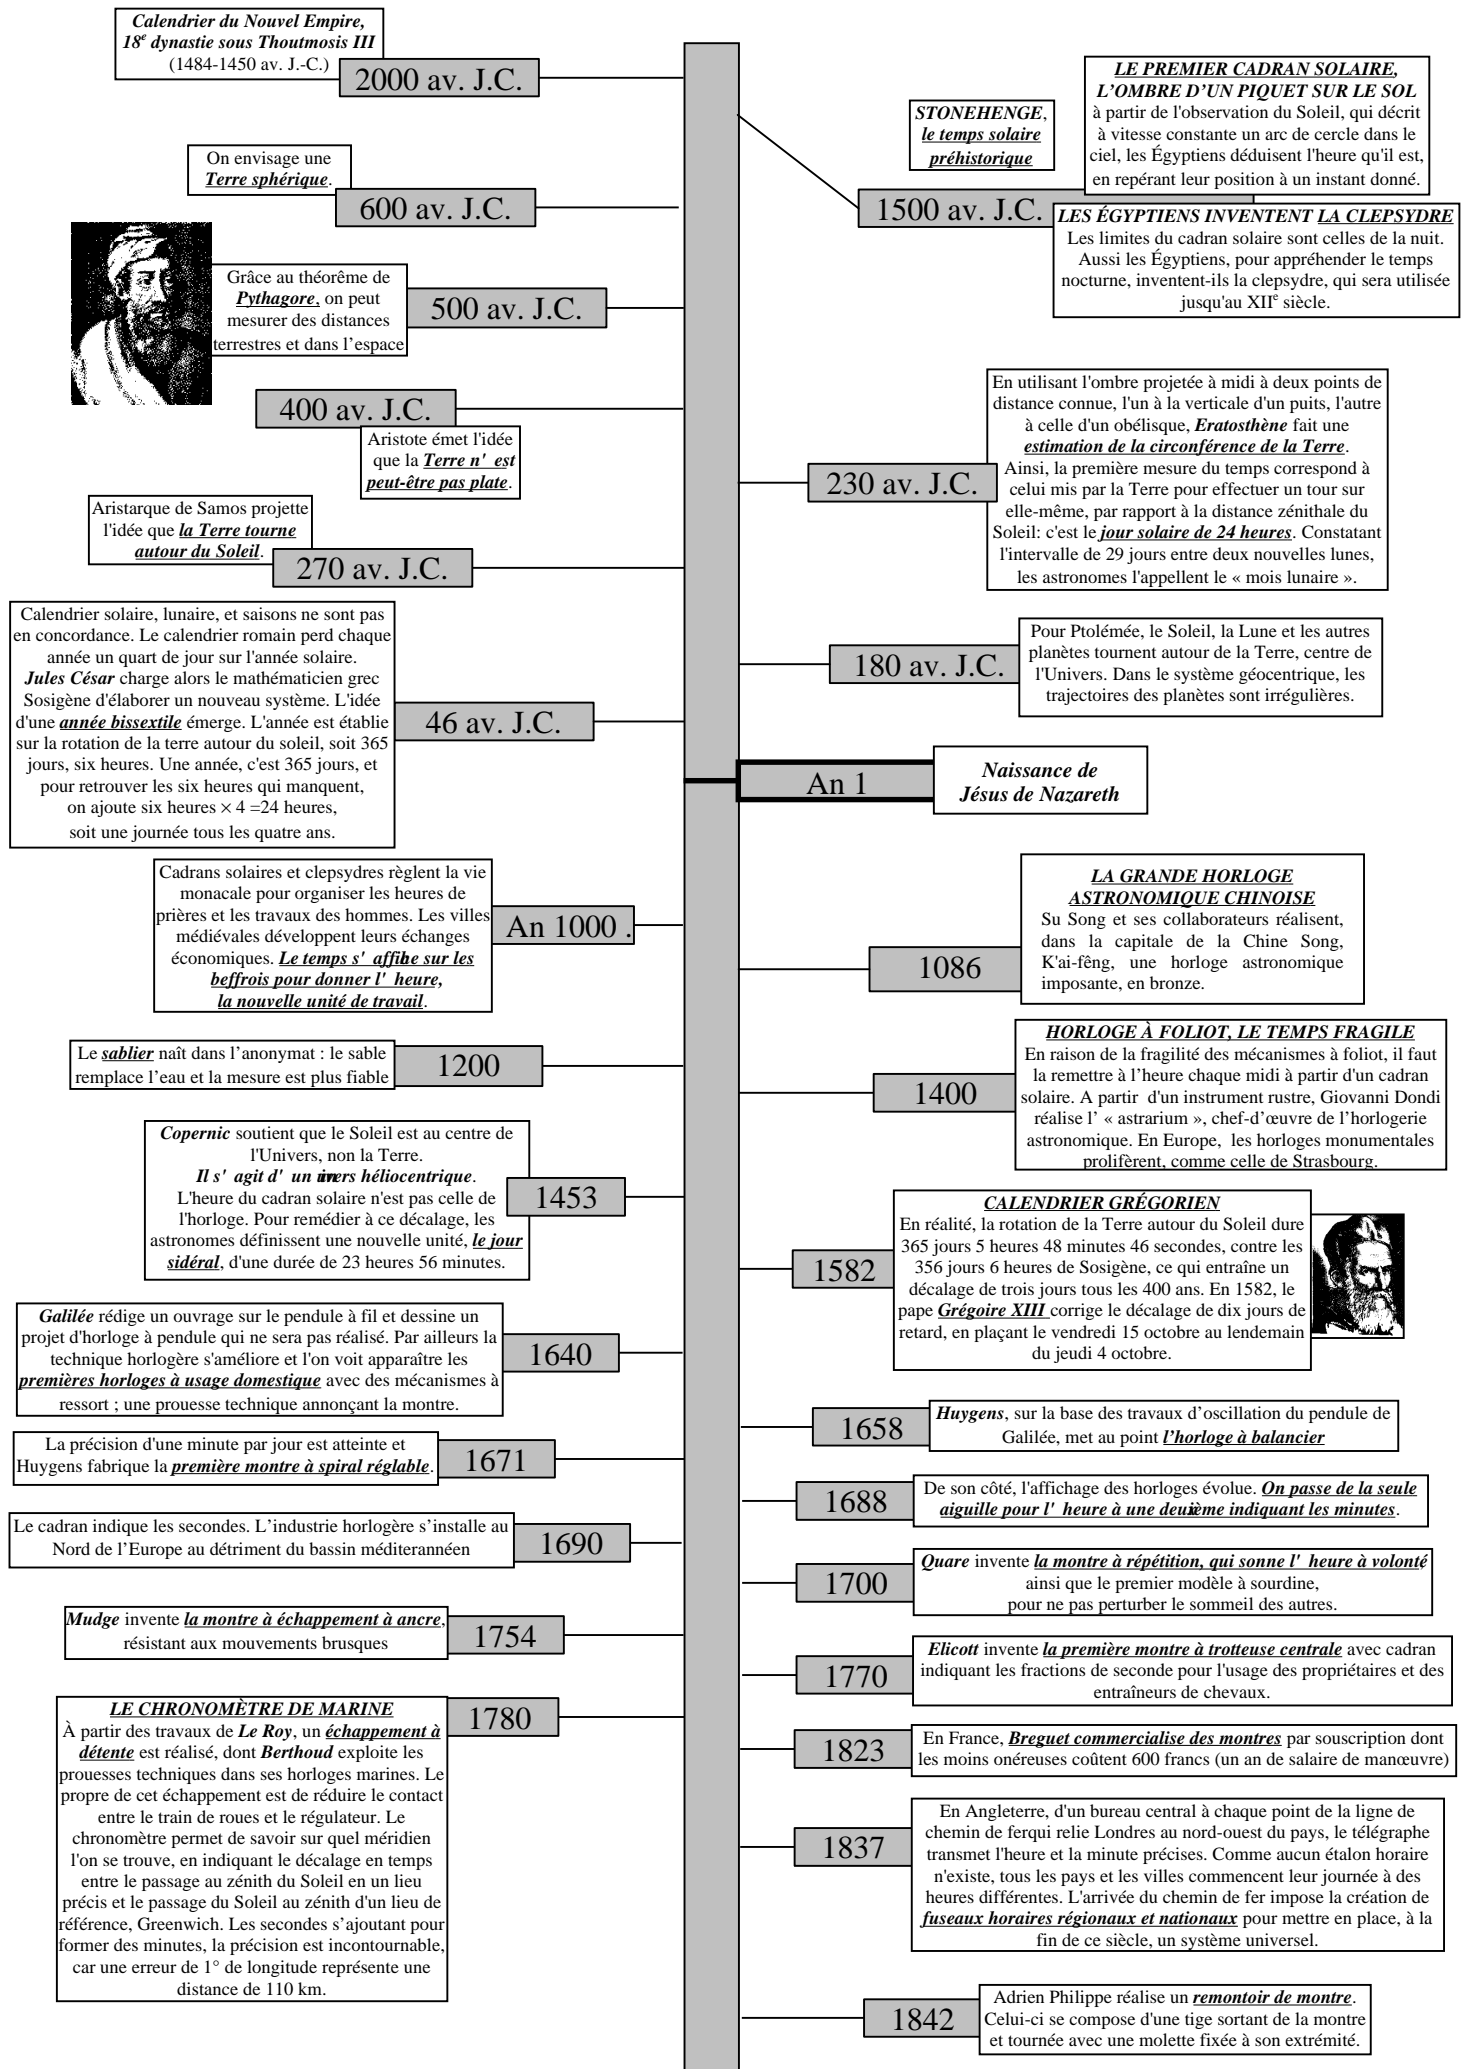 Calendrier du Nouvel Empire,
18e dynastie sous Thoutmosis III
(1484-1450 av. J.-C.)
2000 av. J.C.
LE PREMIER CADRAN SOLAIRE,
L’OMBRE D’UN PIQUET SUR LE SOL
à partir de l'observation du Soleil, qui décrit
à vitesse constante un arc de cercle dans le
ciel, les Égyptiens déduisent l'heure qu'il est,
en repérant leur position à un instant donné.
STONEHENGE,
le temps solaire
préhistorique
1500 av. J.C.
LES ÉGYPTIENS INVENTENT LA CLEPSYDRE
Les limites du cadran solaire sont celles de la nuit.
Aussi les Égyptiens, pour appréhender le temps
nocturne, inventent-ils la clepsydre, qui sera utilisée
jusqu'au XIIe siècle.
On envisage une
Terre sphérique.
600 av. J.C.
Grâce au théorême de
Pythagore, on peut
mesurer des distances
terrestres et dans l’espace
500 av. J.C.
400 av. J.C.
Aristote émet l'idée
que la Terre n' est
peut-être pas plate.
En utilisant l'ombre projetée à midi à deux points de
distance connue, l'un à la verticale d'un puits, l'autre
à celle d'un obélisque, Eratosthène fait une
estimation de la circonférence de la Terre.
Ainsi, la première mesure du temps correspond à
celui mis par la Terre pour effectuer un tour sur
elle-même, par rapport à la distance zénithale du
Soleil: c'est le jour solaire de 24 heures. Constatant
l'intervalle de 29 jours entre deux nouvelles lunes,
les astronomes l'appellent le « mois lunaire ».
230 av. J.C.
Aristarque de Samos projette
l'idée que la Terre tourne
autour du Soleil.
270 av. J.C.
Calendrier solaire, lunaire, et saisons ne sont pas
en concordance. Le calendrier romain perd chaque
année un quart de jour sur l'année solaire.
Jules César charge alors le mathématicien grec
Sosigène d'élaborer un nouveau système. L'idée
d'une année bissextile émerge. L'année est établie
sur la rotation de la terre autour du soleil, soit 365
jours, six heures. Une année, c'est 365 jours, et
pour retrouver les six heures qui manquent,
on ajoute six heures × 4 =24 heures,
soit une journée tous les quatre ans.
46 av. J.C.
180 av. J.C.
Pour Ptolémée, le Soleil, la Lune et les autres
planètes tournent autour de la Terre, centre de
l'Univers. Dans le système géocentrique, les
trajectoires des planètes sont irrégulières.
An 1
Naissance de
Jésus de Nazareth
Cadrans solaires et clepsydres règlent la vie
monacale pour organiser les heures de
prières et les travaux des hommes. Les villes
médiévales développent leurs échanges
économiques. Le temps s' affihe sur les
beffrois pour donner l' heure,
la nouvelle unité de travail.
An 1000 .
LA GRANDE HORLOGE
ASTRONOMIQUE CHINOISE
Su Song et ses collaborateurs réalisent,
dans la capitale de la Chine Song,
K'ai-fêng, une horloge astronomique
imposante, en bronze.
1086
Le sablier naît dans l’anonymat : le sable
remplace l’eau et la mesure est plus fiable
1200
HORLOGE À FOLIOT, LE TEMPS FRAGILE
En raison de la fragilité des mécanismes à foliot, il faut
la remettre à l’heure chaque midi à partir d'un cadran
solaire. A partir d'un instrument rustre, Giovanni Dondi
réalise l’ « astrarium », chef-d’œuvre de l’horlogerie
astronomique. En Europe, les horloges monumentales
prolifèrent, comme celle de Strasbourg.
1400
Copernic soutient que le Soleil est au centre de
l'Univers, non la Terre.
Il s' agit d' un ivers héliocentrique.
L'heure du cadran solaire n'est pas celle de
l'horloge. Pour remédier à ce décalage, les
astronomes définissent une nouvelle unité, le jour
sidéral, d'une durée de 23 heures 56 minutes.
1453
CALENDRIER GRÉGORIEN
En réalité, la rotation de la Terre autour du Soleil dure
365 jours 5 heures 48 minutes 46 secondes, contre les
356 jours 6 heures de Sosigène, ce qui entraîne un
décalage de trois jours tous les 400 ans. En 1582, le
pape Grégoire XIII corrige le décalage de dix jours de
retard, en plaçant le vendredi 15 octobre au lendemain
du jeudi 4 octobre.
1582
Galilée rédige un ouvrage sur le pendule à fil et dessine un
projet d'horloge à pendule qui ne sera pas réalisé. Par ailleurs la
technique horlogère s'améliore et l'on voit apparaître les
premières horloges à usage domestique avec des mécanismes à
ressort ; une prouesse technique annonçant la montre.
1640
1658
Huygens, sur la base des travaux d’oscillation du pendule de
Galilée, met au point l’horloge à balancier
La précision d'une minute par jour est atteinte et
Huygens fabrique la première montre à spiral réglable.
1671
1688
De son côté, l'affichage des horloges évolue. On passe de la seule
aiguille pour l' heure à une deuxième indiquant les minutes.
Le cadran indique les secondes. L’industrie horlogère s’installe au
Nord de l’Europe au détriment du bassin méditerannéen
1690
1700
Quare invente la montre à répétition, qui sonne l' heure à volonté,
ainsi que le premier modèle à sourdine,
pour ne pas perturber le sommeil des autres.
Mudge invente la montre à échappement à ancre,
résistant aux mouvements brusques
1754
1770
Elicott invente la première montre à trotteuse centrale avec cadran
indiquant les fractions de seconde pour l'usage des propriétaires et des
entraîneurs de chevaux.
LE CHRONOMÈTRE DE MARINE
À partir des travaux de Le Roy, un échappement à
détente est réalisé, dont Berthoud exploite les
prouesses techniques dans ses horloges marines. Le
propre de cet échappement est de réduire le contact
entre le train de roues et le régulateur. Le
chronomètre permet de savoir sur quel méridien
l'on se trouve, en indiquant le décalage en temps
entre le passage au zénith du Soleil en un lieu
précis et le passage du Soleil au zénith d'un lieu de
référence, Greenwich. Les secondes s’ajoutant pour
former des minutes, la précision est incontournable,
car une erreur de 1° de longitude représente une
distance de 110 km.
1780
1823
En France, Breguet commercialise des montres par souscription dont
les moins onéreuses coûtent 600 francs (un an de salaire de manœuvre)
1837
En Angleterre, d'un bureau central à chaque point de la ligne de
chemin de ferqui relie Londres au nord-ouest du pays, le télégraphe
transmet l'heure et la minute précises. Comme aucun étalon horaire
n'existe, tous les pays et les villes commencent leur journée à des
heures différentes. L'arrivée du chemin de fer impose la création de
fuseaux horaires régionaux et nationaux pour mettre en place, à la
fin de ce siècle, un système universel.
1842
Adrien Philippe réalise un remontoir de montre.
Celui-ci se compose d'une tige sortant de la montre
et tournée avec une molette fixée à son extrémité.